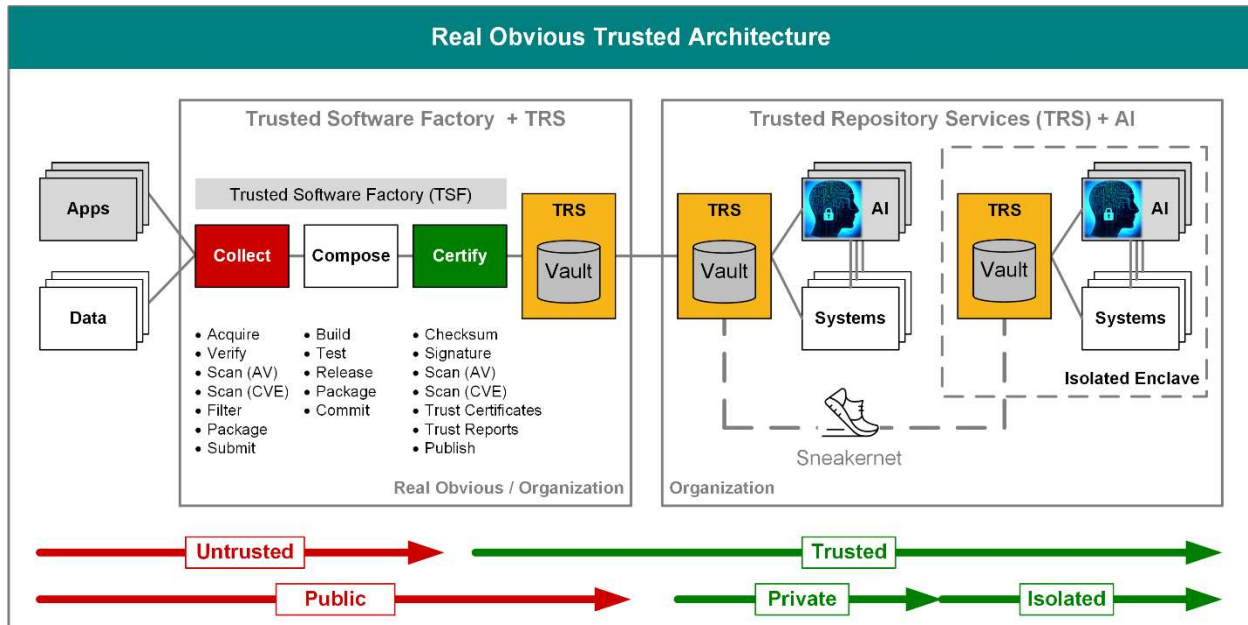 Real Obvious Trusted Architecture
Trusted Software Factory + TRS
Trusted Repository Services (TRS) + AI
Apps
Data
Trusted Software Factory (TSF)
Collect
Compose
Certify
TRS
Vault
• Acquire
• Verify
• Scan (AV)
• Scan (CVE)
• Filter
• Package
• Submit
• Build
• Test
• Release
• Package
• Commit
• Checksum
• Signature
• Scan (AV)
• Scan (CVE)
• Trust Certificates
• Trust Reports
• Publish
Real Obvious / Organization
TRS
Vault
AI
Systems
TRS
Vault
AI
Systems
Isolated Enclave
Sneakernet
Organization
Untrusted
Trusted
Public
Private
Isolated